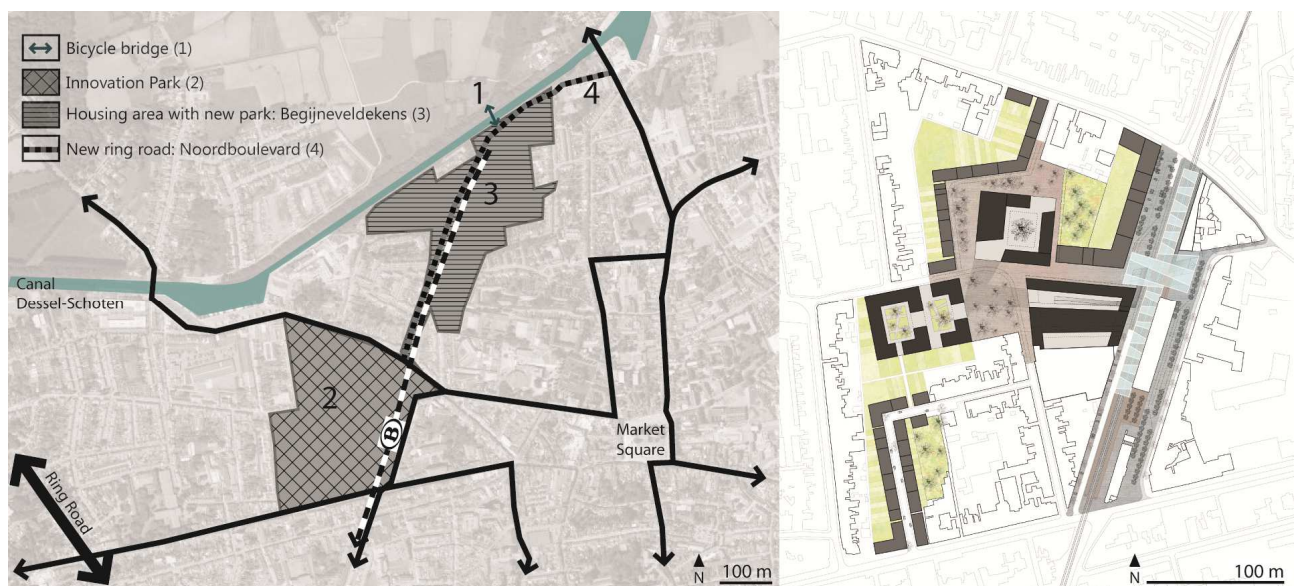 Bicycle bridge (1)
Innovation Park (2)
Housing area with new park: Begijneveldekens (3)
New ring road: Noordboulevard (4)
1
4
3
Canal
Dessel-Schoten
2
B
Market
Square
Ring Road
N
100 m
N
100 m